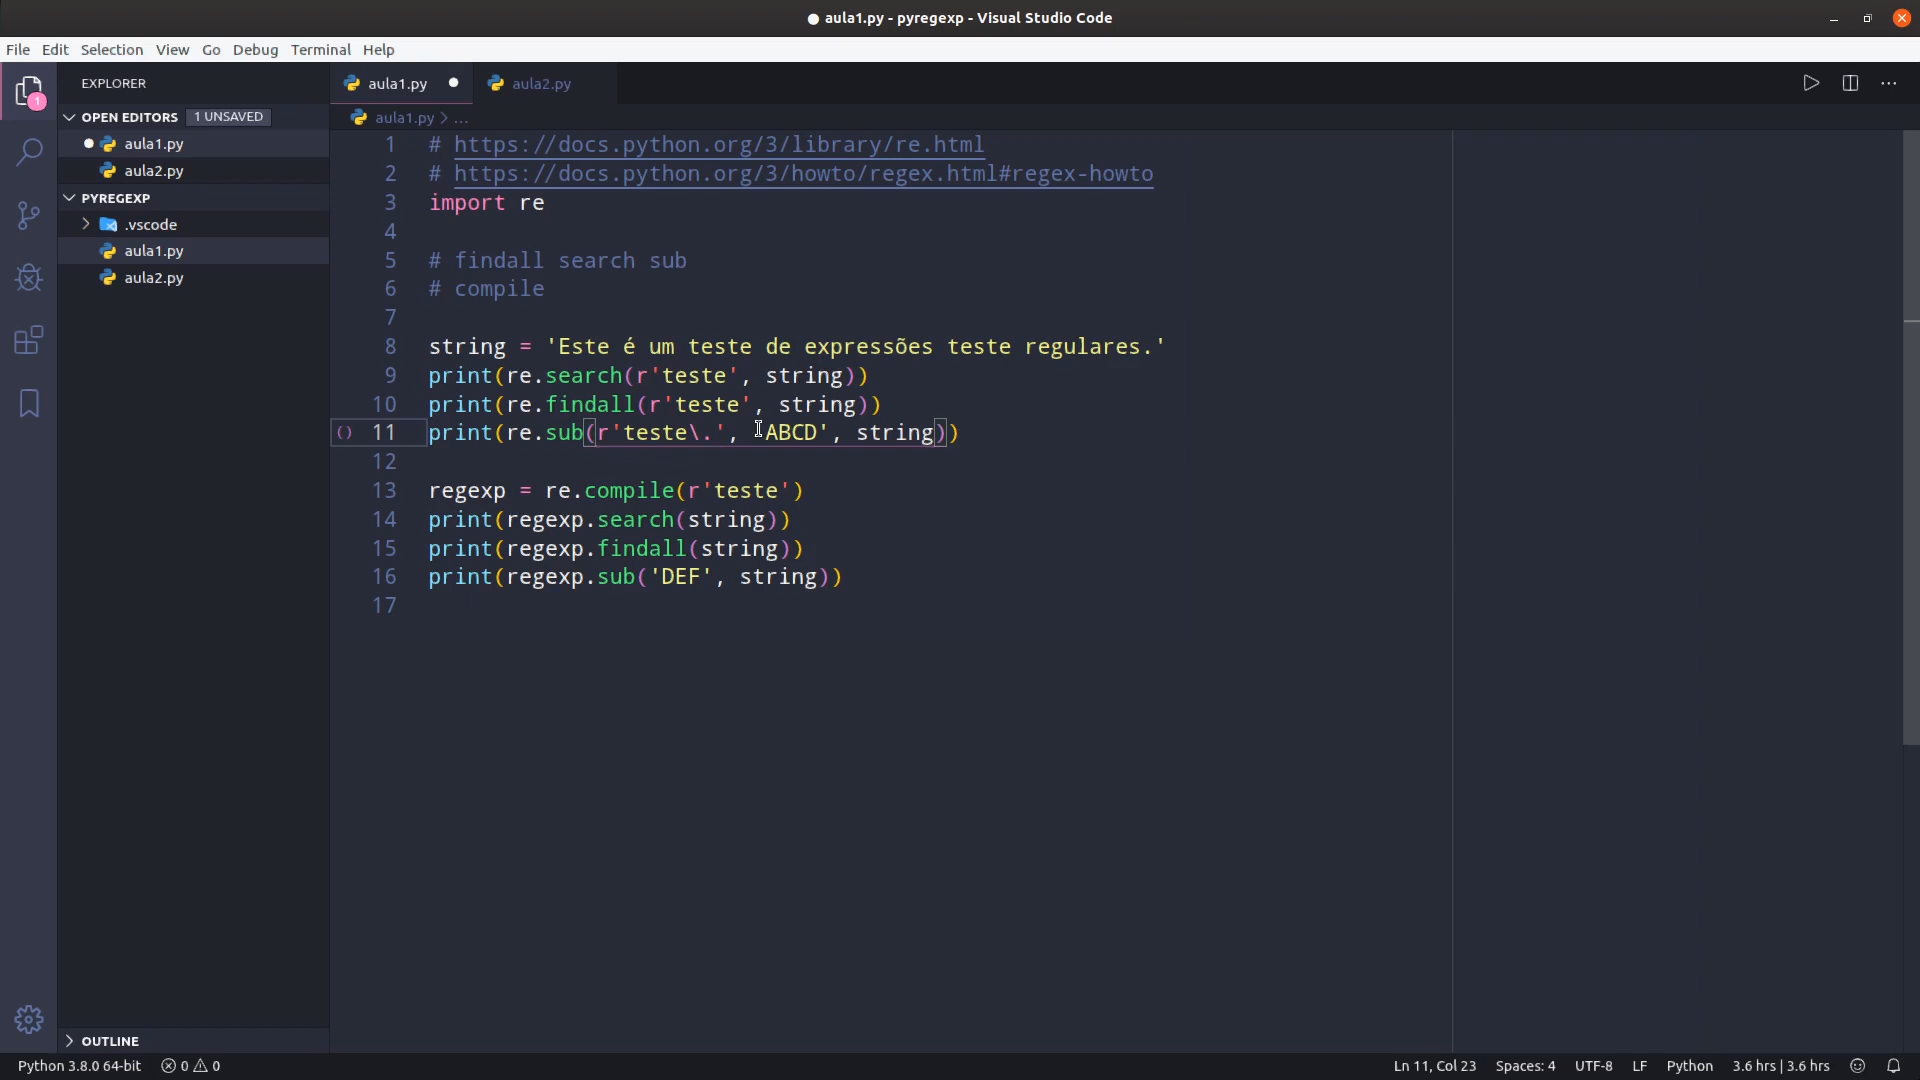 ● aula1.py - pyregexp - Visual Studio Code
File Edit Selection View Go Debug Terminal Help
1
EXPLORER
OPEN EDITORS 1 UNSAVED
aula1.py
aula2.py
PYREGEXP
.vscode
aula1.py
aula2.py
OUTLINE
aula1.py aula2.py
aula1.py > ...
1 # https://docs.python.org/3/library/re.html
2 # https://docs.python.org/3/howto/regex.html#regex-howto
3 import re
4
5 # findall search sub
6 # compile
7
8 string = 'Este é um teste de expressões teste regulares.'
9 print(re.search(r'teste', string))
10 print(re.findall(r'teste', string))
11 print(re.sub(r'teste\.', 'ABCD', string))
12
13 regexp = re.compile(r'teste')
14 print(regexp.search(string))
15 print(regexp.findall(string))
16 print(regexp.sub('DEF', string))
17
Python 3.8.0 64-bit 0 0 Ln 11, Col 23 Spaces: 4 UTF-8 LF Python 3.6 hrs | 3.6 hrs